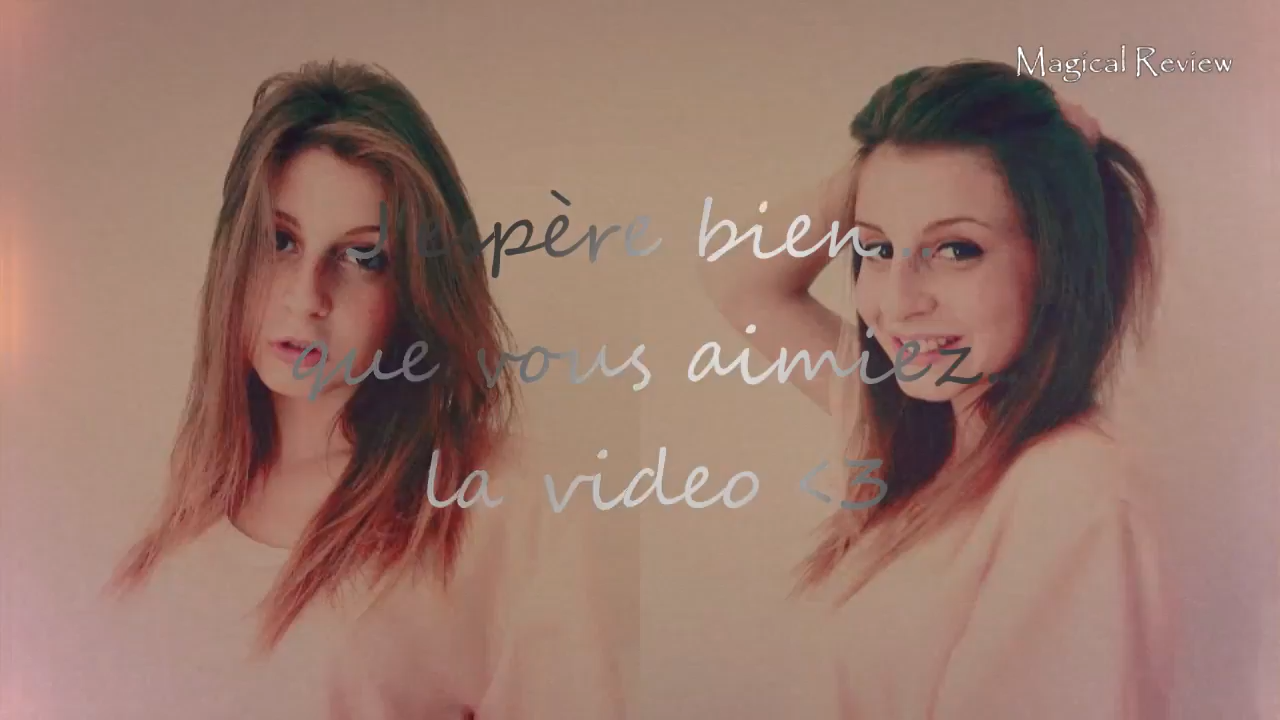 Magical Review
J'espère bien...
que vous aimiez..
la video <3